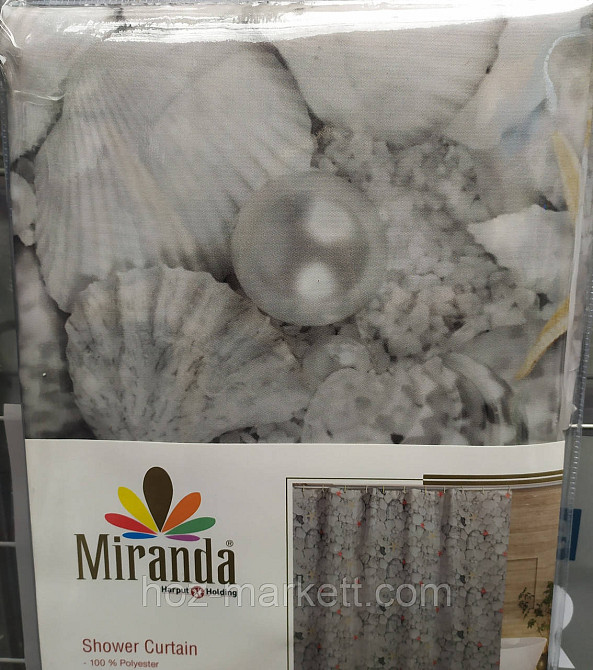 Miranda®
Harput Holding
hoz-markett.com
Shower Curtain
- 100 % Polyester